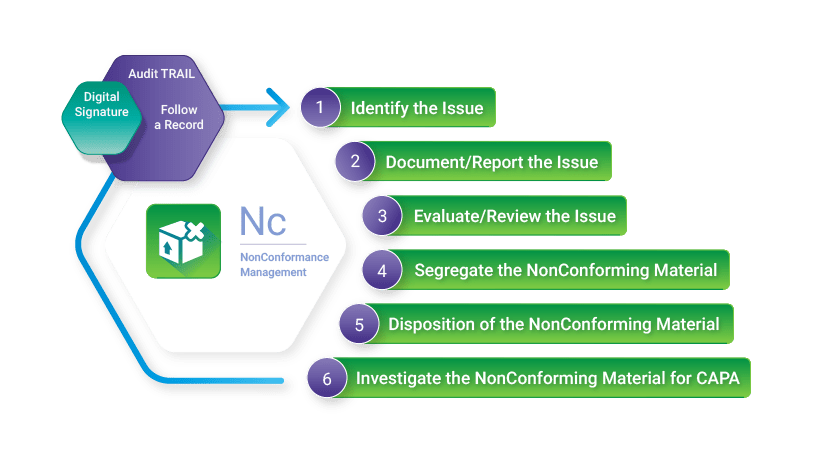 Audit TRAIL
Digital
Signature
Follow
a Record
1 Identify the Issue
2 Document/Report the Issue
3 Evaluate/Review the Issue
Nc
NonConformance
Management
4 Segregate the NonConforming Material
5 Disposition of the NonConforming Material
6 Investigate the NonConforming Material for CAPA